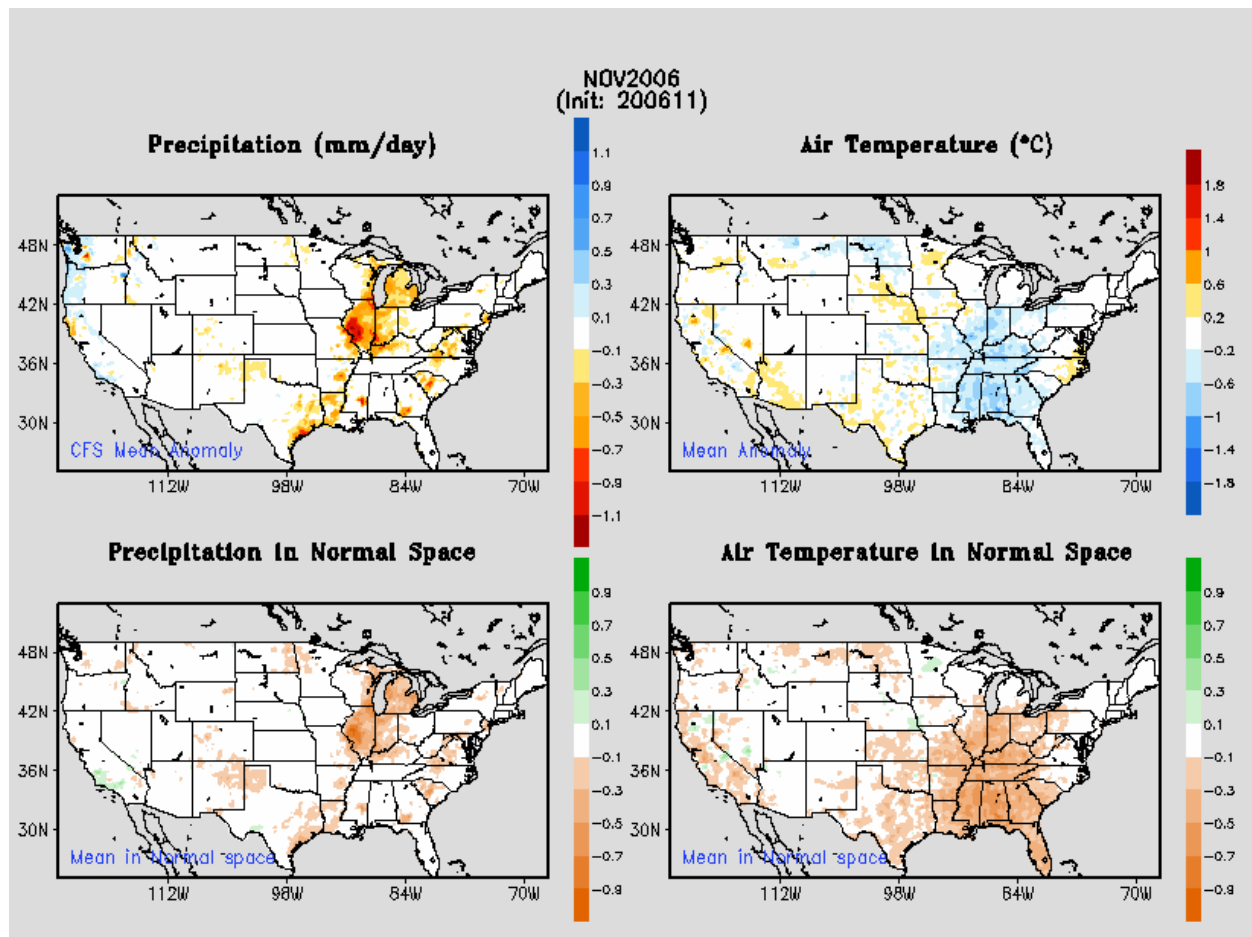 NOV2006
(Init: 200611)
Precipitation (mm/day)
Air Temperature (°C)
48N
42N
36N
30N
112W
98W
84W
70W
CFS Mean Anomaly
1.1
0.9
0.7
0.5
0.3
0.1
−0.1
−0.3
−0.5
−0.7
−0.9
−1.1
48N
42N
36N
30N
112W
98W
84W
70W
Mean Anomaly
1.8
1.4
1
0.6
0.2
−0.2
−0.6
−1
−1.4
−1.8
Precipitation in Normal Space
Air Temperature in Normal Space
48N
42N
36N
30N
112W
98W
84W
70W
Mean in Normal space
0.9
0.7
0.5
0.3
0.1
−0.1
−0.3
−0.5
−0.7
−0.9
48N
42N
36N
30N
112W
98W
84W
70W
Mean in Normal space
0.9
0.7
0.5
0.3
0.1
−0.1
−0.3
−0.5
−0.7
−0.9